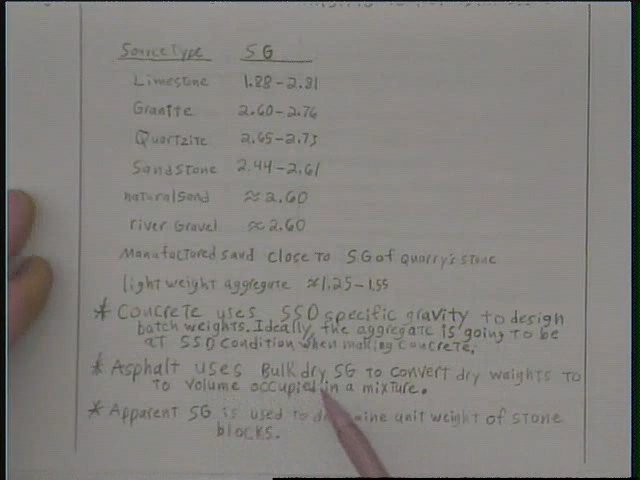 Source Type SG
Limestone 1.88-2.81
Granite 2.60-2.76
Quartzite 2.65-2.73
Sandstone 2.44-2.61
natural sand ≈2.60
river Gravel ≈2.60
Manufactured sand close to SG of Quarry's stone
light weight aggregate ≈1.25-1.55
* Concrete uses SSD specific gravity to design
batch weights. Ideally, the aggregate is going to be
at SSD condition when making concrete.
* Asphalt uses Bulk dry SG to convert dry weights to
to volume occupied in a mixture.
* Apparent SG is used to unit weight of stone
blocks.